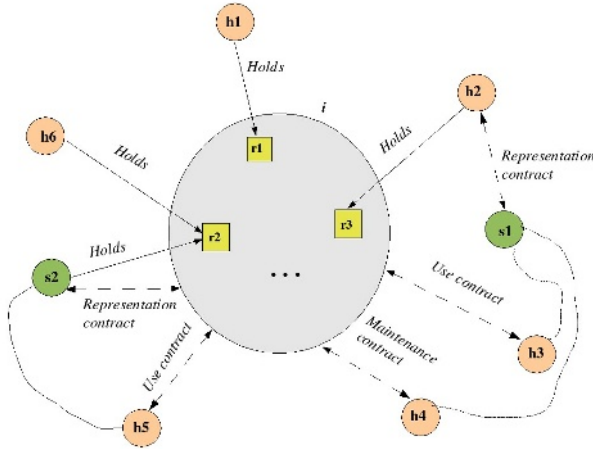 h1
Holds
i
h2
h6
Holds
r1
Holds
Representation
contract
r2
r3
s1
Holds
s2
...
Representation
contract
Use contract
Use contract
Maintenance
contract
h3
h5
h4